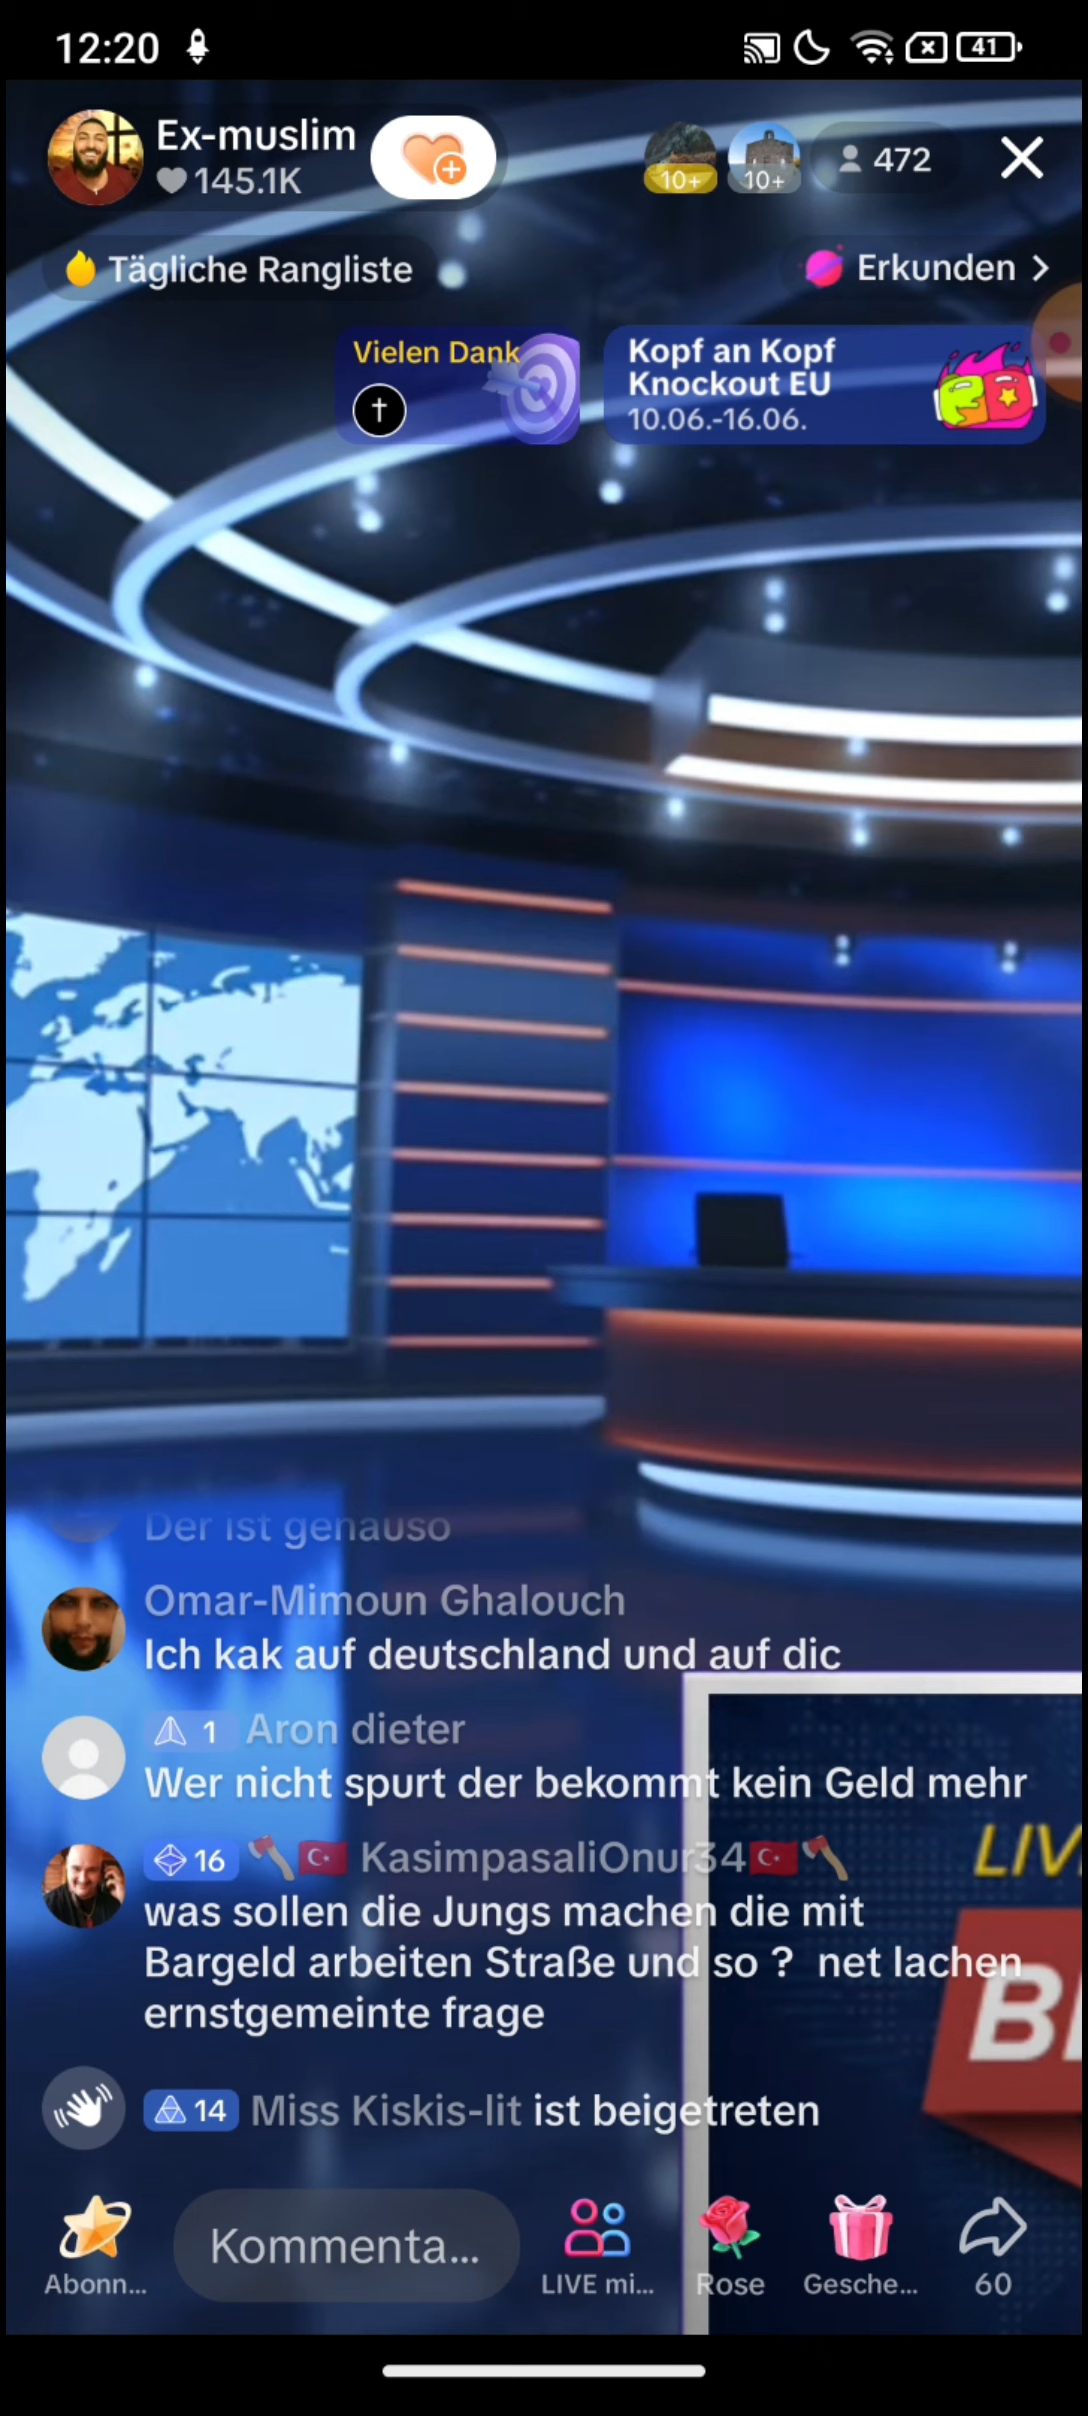 12:20
41
Ex-muslim
145.1K
10+
10+
472
Tägliche Rangliste
Erkunden
Vielen Dank
Kopf an Kopf
Knockout EU
10.06.-16.06.
Der ist genauso
Omar-Mimoun Ghalouch
Ich kak auf deutschland und auf dic
1 Aron dieter
Wer nicht spurt der bekommt kein Geld mehr
16 🪓🇹🇷 KasimpasaliOnur34🇹🇷🪓
was sollen die Jungs machen die mit
Bargeld arbeiten Straße und so ? net lachen
ernstgemeinte frage
LIV
B
14 Miss Kiskis-lit ist beigetreten
Kommenta...
Abonn...
LIVE mi...
Rose
Gesche...
60